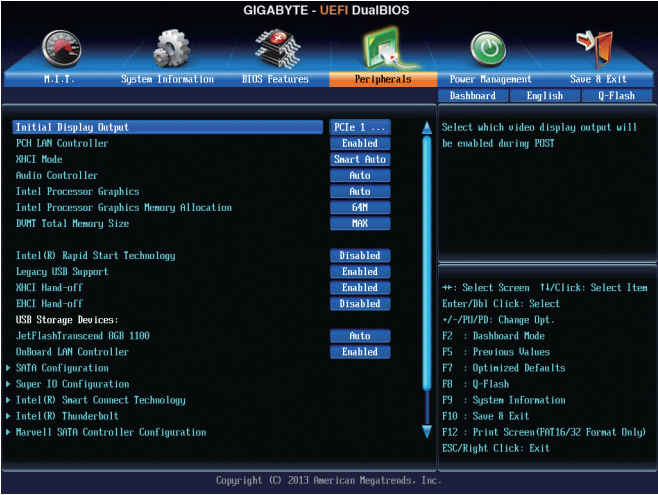 GIGABYTE - UEFI DualBIOS
M.I.T.
System Information
BIOS Features
Peripherals
Power Management
Save & Exit
Dashboard
English
Q-Flash
Initial Display Output PCIe 1 ...
PCH LAN Controller Enabled
XHCI Mode Smart Auto
Audio Controller Auto
Intel Processor Graphics Auto
Intel Processor Graphics Memory Allocation 64M
DVMT Total Memory Size MAX
Intel(R) Rapid Start Technology Disabled
Legacy USB Support Enabled
XHCI Hand-off Enabled
EHCI Hand-off Disabled
USB Storage Devices:
JetFlashTranscend 8GB 1100 Auto
OnBoard LAN Controller Enabled
SATA Configuration
Super IO Configuration
Intel(R) Smart Connect Technology
Intel(R) Thunderbolt
Marvell SATA Controller Configuration
Select which video display output will
be enabled during POST
→←: Select Screen ↑↓/Click: Select Item
Enter/Dbl Click: Select
+/-/PU/PD: Change Opt.
F2 : Dashboard Mode
F5 : Previous Values
F7 : Optimized Defaults
F8 : Q-Flash
F9 : System Information
F10 : Save & Exit
F12 : Print Screen(FAT16/32 Format Only)
ESC/Right Click: Exit
Copyright (C) 2013 American Megatrends, Inc.